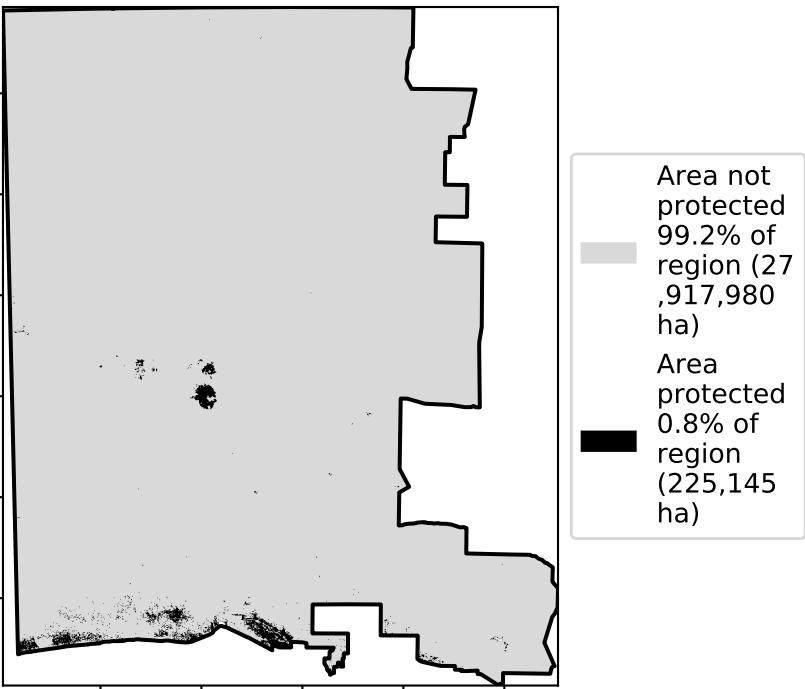 Area not
protected
99.2% of
region (27
,917,980
ha)
Area
protected
0.8% of
region
(225,145
ha)